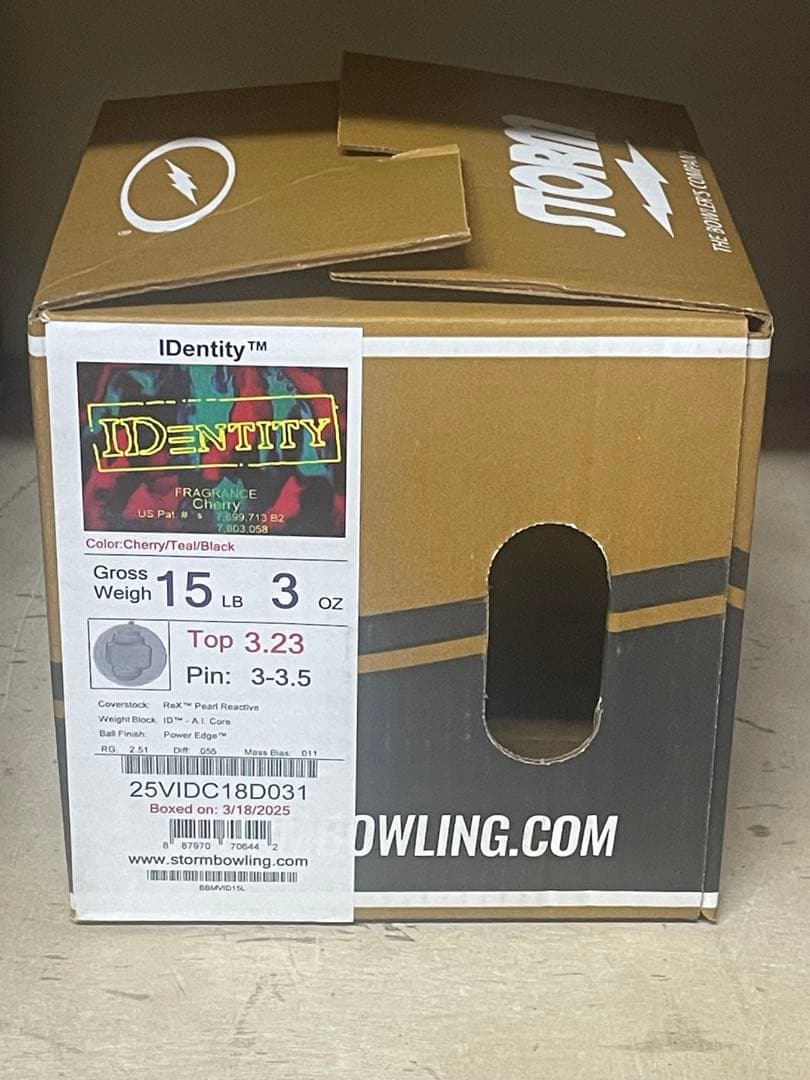 STORM
THE BOWLER'S COMPANY
®
IDentity™
IDENTITY
FRAGRANCE
Cherry
US Pat. #'s 7,699,713 B2
7,803,058
Color:Cherry/Teal/Black
Gross
Weigh 15 LB 3 OZ
Top 3.23
Pin: 3-3.5
Coverstock: ReX™ Pearl Reactive
Weight Block: ID™ - A.I. Core
Ball Finish: Power Edge™
RG: 2.51 Diff: .055 Mass Bias: .011
25VIDC18D031
Boxed on: 3/18/2025
8 87970 70644 2
www.stormbowling.com
BBMVID15L
BOWLING.COM